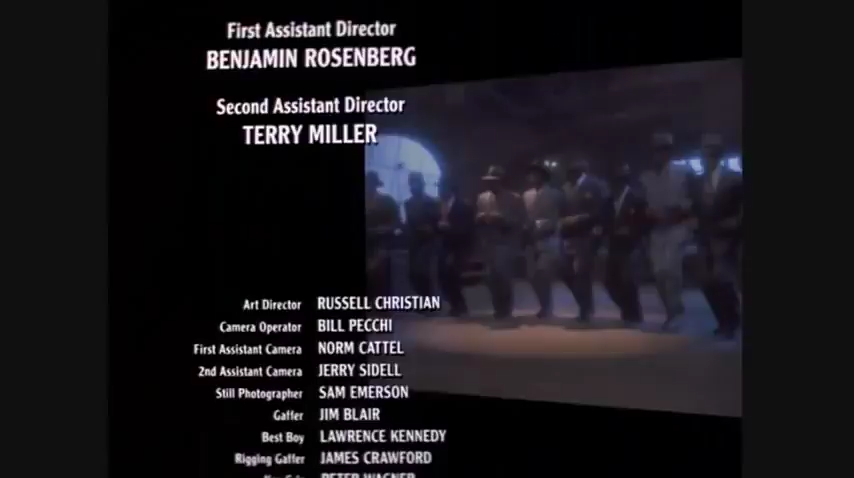 First Assistant Director
BENJAMIN ROSENBERG
Second Assistant Director
TERRY MILLER
Art Director RUSSELL CHRISTIAN
Camera Operator BILL PECCHI
First Assistant Camera NORM CATTEL
2nd Assistant Camera JERRY SIDELL
Still Photographer SAM EMERSON
Gaffer JIM BLAIR
Best Boy LAWRENCE KENNEDY
Rigging Gaffer JAMES CRAWFORD
PETER WAGNER